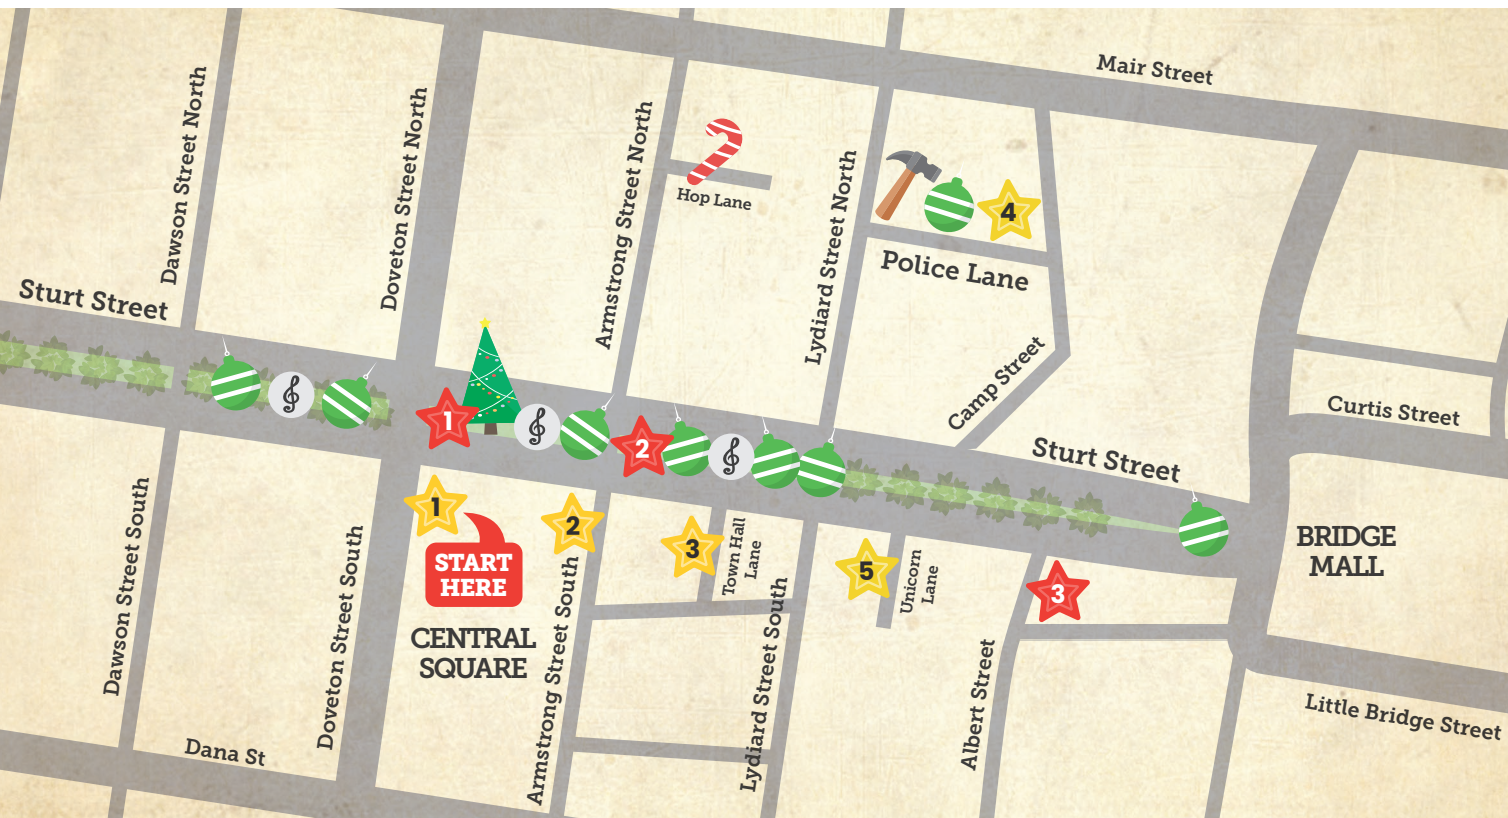 Mair Street
Dawson Street North
Doveton Street North
Armstrong Street North
Hop Lane
Lydiard Street North
4
Police Lane
Sturt Street
Camp Street
Curtis Street
1
2
Sturt Street
1
START
HERE
2
3
Town Hall
Lane
5
Unicorn
Lane
3
BRIDGE
MALL
CENTRAL
SQUARE
Dawson Street South
Doveton Street South
Armstrong Street South
Lydiard Street South
Albert Street
Little Bridge Street
Dana St